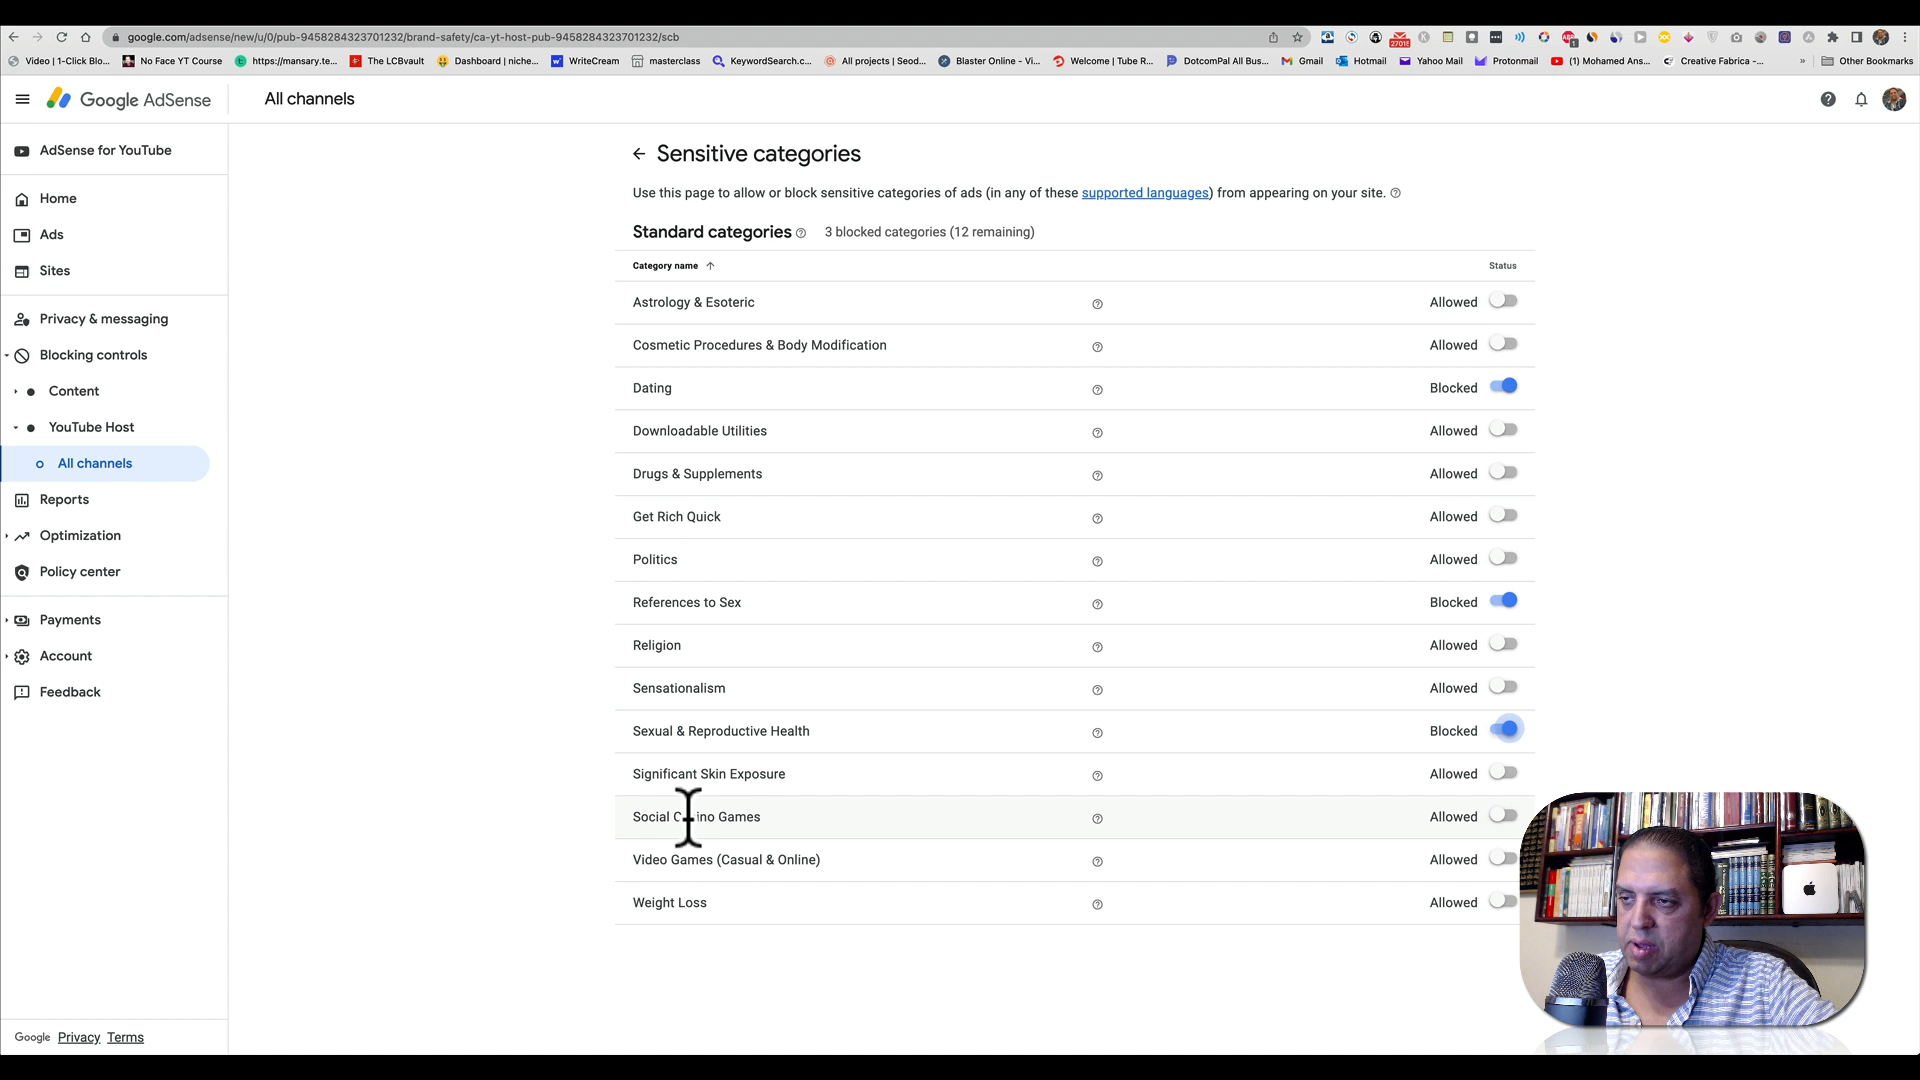 google.com/adsense/new/u/0/pub-9458284323701232/brand-safety/ca-yt-host-pub-9458284323701232/scb
2701E
1
Video | 1-Click Blo... No Face YT Course https://mansary.te... The LCBvault Dashboard | niche... WriteCream masterclass KeywordSearch.c... All projects | Seod... Blaster Online - Vi... Welcome | Tube R... DotcomPal All Bus... Gmail Hotmail Yahoo Mail Protonmail (1) Mohamed Ans... Creative Fabrica -... » Other Bookmarks
Google AdSense
All channels
AdSense for YouTube
Home
Ads
Sites
Privacy & messaging
Blocking controls
Content
YouTube Host
All channels
Reports
Optimization
Policy center
Payments
Account
Feedback
Google Privacy Terms
Sensitive categories
Use this page to allow or block sensitive categories of ads (in any of these supported languages) from appearing on your site.
Standard categories 3 blocked categories (12 remaining)
Category name Status
Astrology & Esoteric Allowed
Cosmetic Procedures & Body Modification Allowed
Dating Blocked
Downloadable Utilities Allowed
Drugs & Supplements Allowed
Get Rich Quick Allowed
Politics Allowed
References to Sex Blocked
Religion Allowed
Sensationalism Allowed
Sexual & Reproductive Health Blocked
Significant Skin Exposure Allowed
Social Games Allowed
Video Games (Casual & Online) Allowed
Weight Loss Allowed